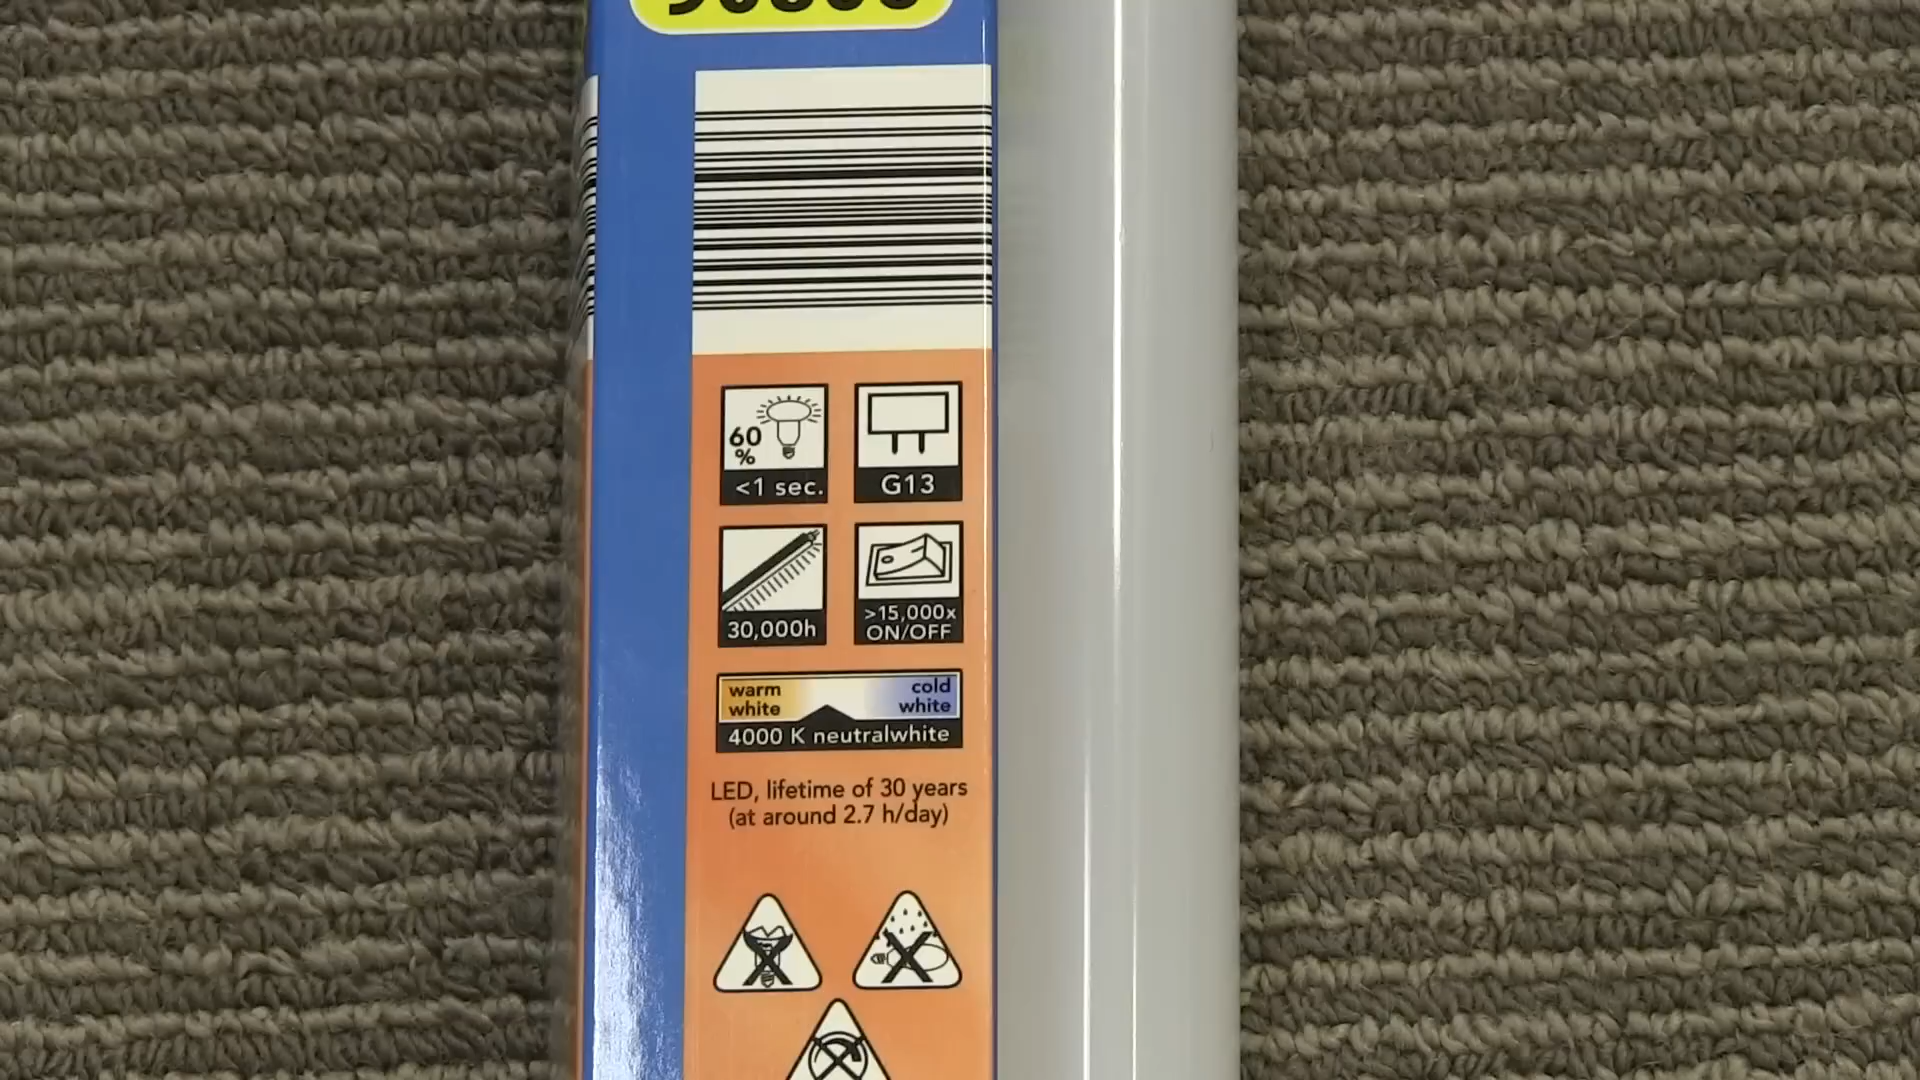 60
%
<1 sec.
G13
30,000h
>15,000x
ON/OFF
warm
white
cold
white
4000 K neutralwhite
LED, lifetime of 30 years
(at around 2.7 h/day)